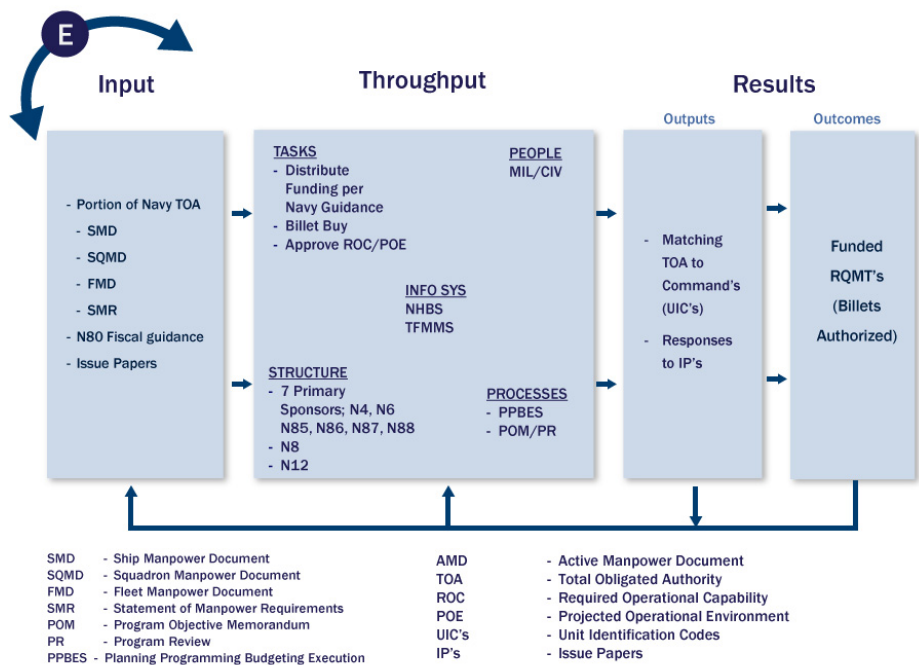 E
Input
Throughput
Results
Outputs
Outcomes
- Portion of Navy TOA
- SMD
- SQMD
- FMD
- SMR
- N80 Fiscal guidance
- Issue Papers
TASKS
- Distribute
Funding per
Navy Guidance
- Billet Buy
- Approve ROC/POE
PEOPLE
MIL/CIV
INFO SYS
NHBS
TFMMS
STRUCTURE
- 7 Primary
Sponsors; N4, N6
N85, N86, N87, N88
- N8
- N12
PROCESSES
- PPBES
- POM/PR
- Matching
TOA to
Command's
(UIC's)
- Responses
to IP's
Funded
RQMT's
(Billets
Authorized)
SMD - Ship Manpower Document
SQMD - Squadron Manpower Document
FMD - Fleet Manpower Document
SMR - Statement of Manpower Requirements
POM - Program Objective Memorandum
PR - Program Review
PPBES - Planning Programming Budgeting Execution
AMD - Active Manpower Document
TOA - Total Obligated Authority
ROC - Required Operational Capability
POE - Projected Operational Environment
UIC's - Unit Identification Codes
IP's - Issue Papers